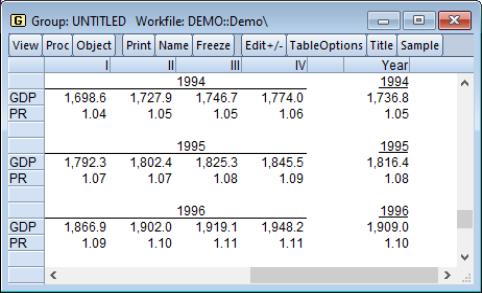 G Group: UNTITLED Workfile: DEMO::Demo\
View Proc Object Print Name Freeze Edit+/- TableOptions Title Sample
I II III IV Year
1994 1994
GDP 1,698.6 1,727.9 1,746.7 1,774.0 1,736.8
PR 1.04 1.05 1.05 1.06 1.05
1995 1995
GDP 1,792.3 1,802.4 1,825.3 1,845.5 1,816.4
PR 1.07 1.07 1.08 1.09 1.08
1996 1996
GDP 1,866.9 1,902.0 1,919.1 1,948.2 1,909.0
PR 1.09 1.10 1.11 1.11 1.10